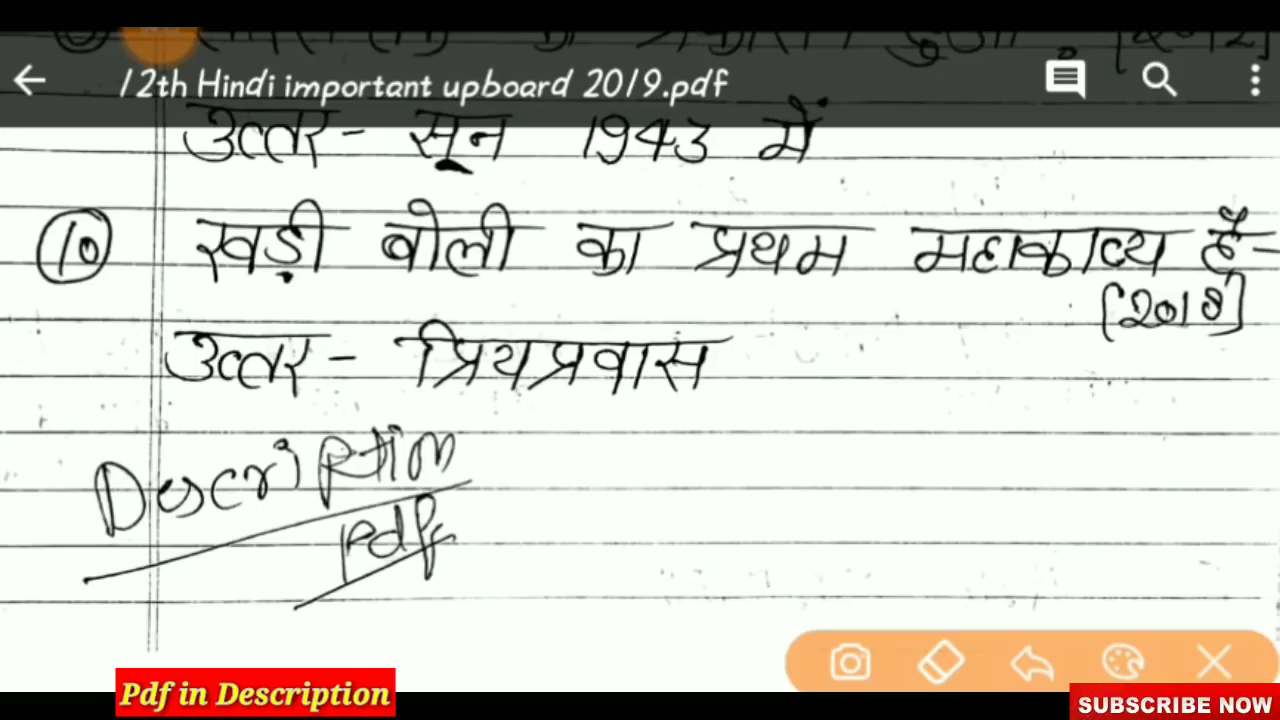 12th Hindi important upboard 2019.pdf
उत्तर- सन 1943 में
(10) खड़ी बोली का प्रथम महाकाव्य है-
[2018]
उत्तर- प्रियप्रवास
Description
pdf
Pdf in Description
SUBSCRIBE NOW